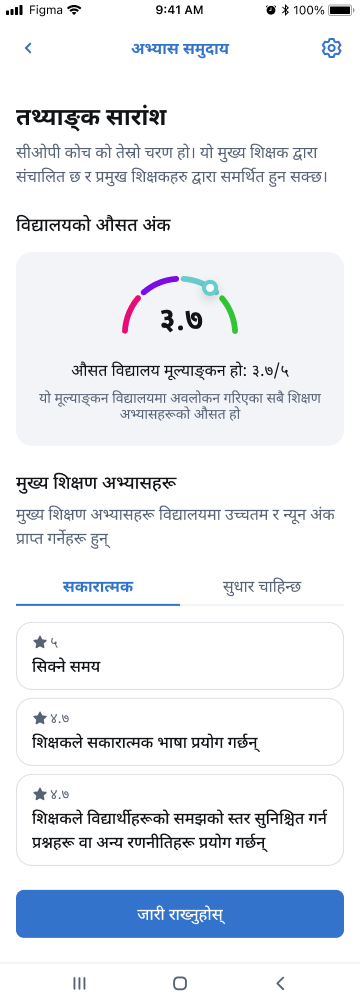 Figma 9:41 AM 100%
अभ्यास समुदाय
तथ्याङ्क सारांश
सीओपी कोच को तेस्रो चरण हो। यो मुख्य शिक्षक द्वारा
संचालित छ र प्रमुख शिक्षकहरु द्वारा समर्थित हुन सक्छ।
विद्यालयको औसत अंक
३.७
औसत विद्यालय मूल्याङ्कन हो: ३.७/५
यो मूल्याङ्कन विद्यालयमा अवलोकन गरिएका सबै शिक्षण
अभ्यासहरूको औसत हो
मुख्य शिक्षण अभ्यासहरू
मुख्य शिक्षण अभ्यासहरू विद्यालयमा उच्चतम र न्यून अंक
प्राप्त गर्नेहरू हुन्
सकारात्मक सुधार चाहिन्छ
५
सिक्ने समय
४.७
शिक्षकले सकारात्मक भाषा प्रयोग गर्छन्
४.७
शिक्षकले विद्यार्थीहरूको समझको स्तर सुनिश्चित गर्न
प्रश्नहरू वा अन्य रणनीतिहरू प्रयोग गर्छन्
जारी राख्नुहोस्